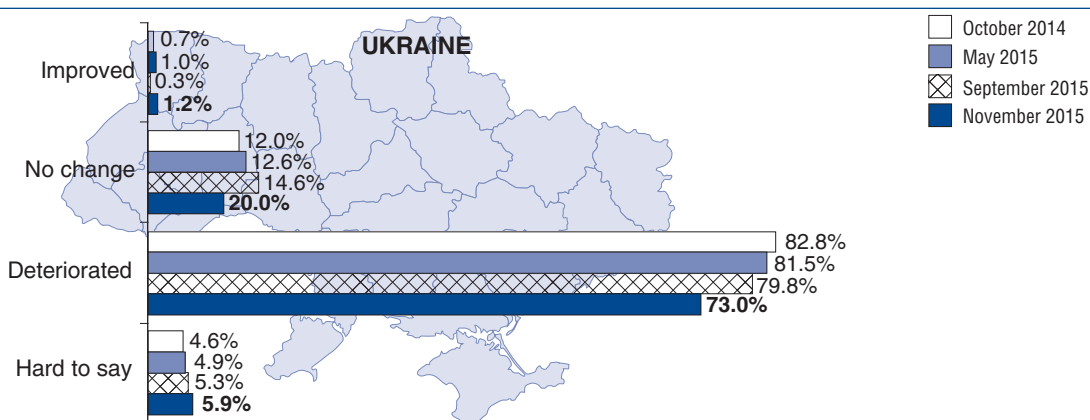 UKRAINE
Improved
0.7%
1.0%
0.3%
1.2%
No change
12.0%
12.6%
14.6%
20.0%
Deteriorated
82.8%
81.5%
79.8%
73.0%
Hard to say
4.6%
4.9%
5.3%
5.9%
October 2014
May 2015
September 2015
November 2015